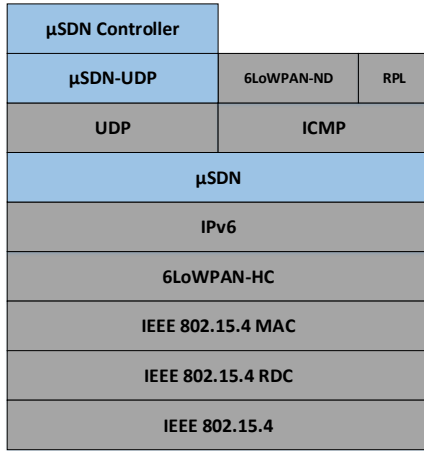 µSDN Controller
µSDN-UDP
6LoWPAN-ND
RPL
UDP
ICMP
µSDN
IPv6
6LoWPAN-HC
IEEE 802.15.4 MAC
IEEE 802.15.4 RDC
IEEE 802.15.4